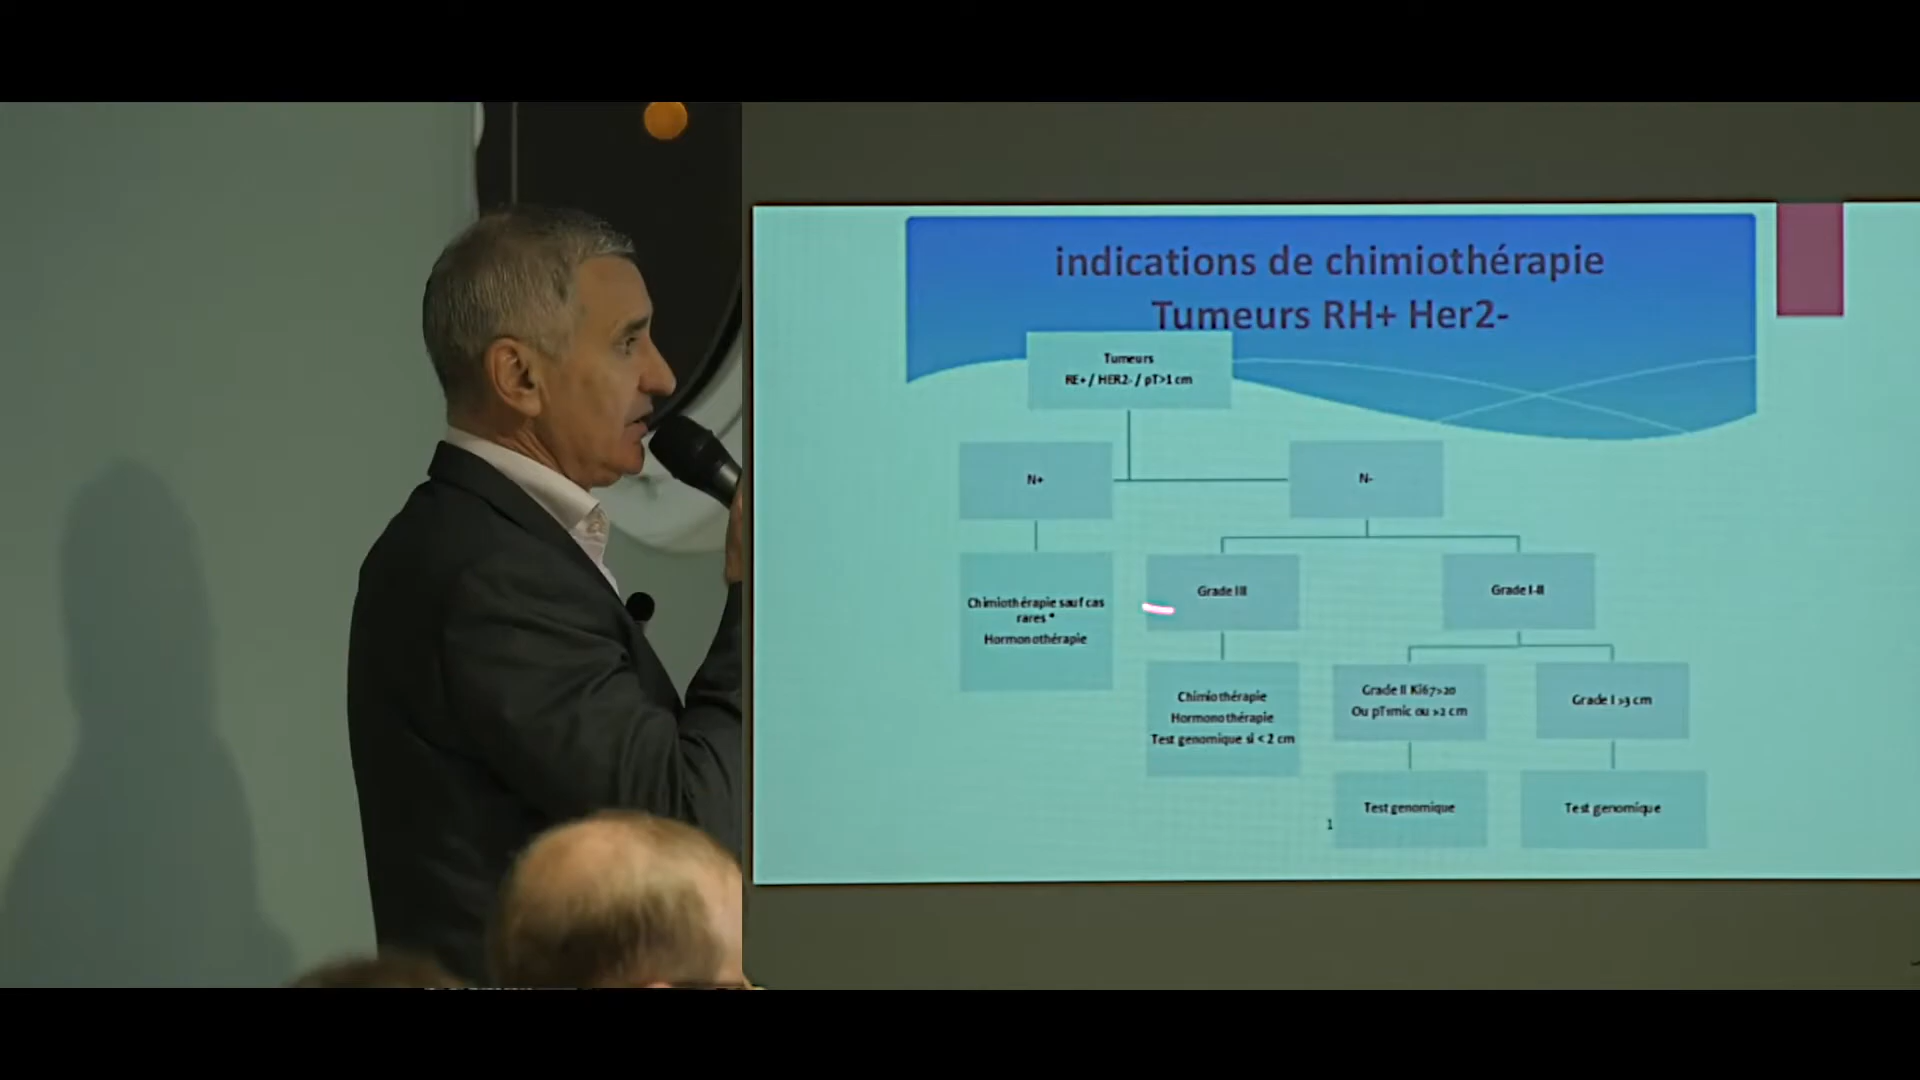 indications de chimiothérapie
Tumeurs RH+ Her2-
Tumeurs
RE+ / HER2- / pT>1 cm
N+
N-
Chimiothérapie sauf cas
rares *
Hormonothérapie
Grade III
Grade I-II
Chimiothérapie
Hormonothérapie
Test genomique si < 2 cm
Grade II Ki67>20
Ou pT1mic ou >2 cm
Grade I >3 cm
Test genomique
Test genomique
1